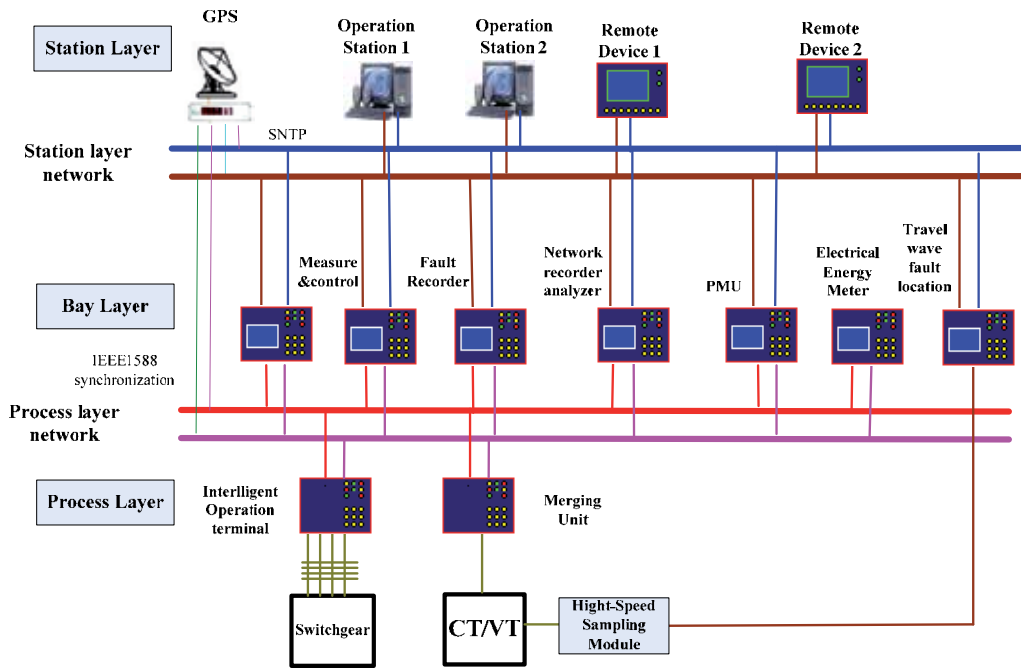 GPS
Station Layer
Operation
Station 1
Operation
Station 2
Remote
Device 1
Remote
Device 2
SNTP
Station layer
network
Measure
&control
Fault
Recorder
Network
recorder
analyzer
PMU
Electrical
Energy
Meter
Travel
wave
fault
location
Bay Layer
IEEE1588
synchronization
Process layer
network
Process Layer
Interlligent
Operation
terminal
Merging
Unit
Switchgear
CT/VT
Hight-Speed
Sampling
Module